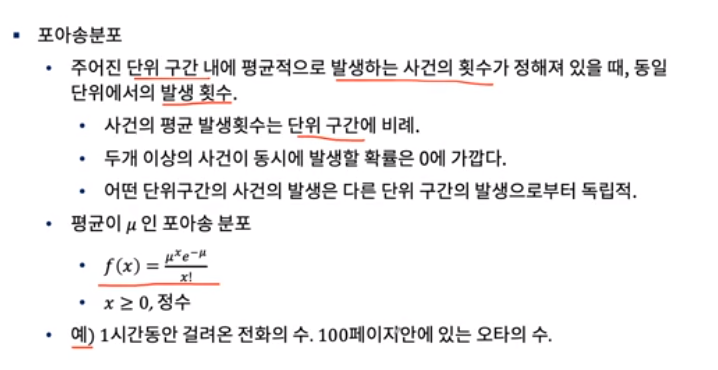 ▪ 포아송분포
• 주어진 단위 구간 내에 평균적으로 발생하는 사건의 횟수가 정해져 있을 때, 동일
단위에서의 발생 횟수.
• 사건의 평균 발생횟수는 단위 구간에 비례.
• 두개 이상의 사건이 동시에 발생할 확률은 0에 가깝다.
• 어떤 단위구간의 사건의 발생은 다른 단위 구간의 발생으로부터 독립적.
• 평균이 μ 인 포아송 분포
• f(x) = μˣe⁻ᵘ / x!
• x ≥ 0, 정수
• 예) 1시간동안 걸려온 전화의 수. 100페이지안에 있는 오타의 수.